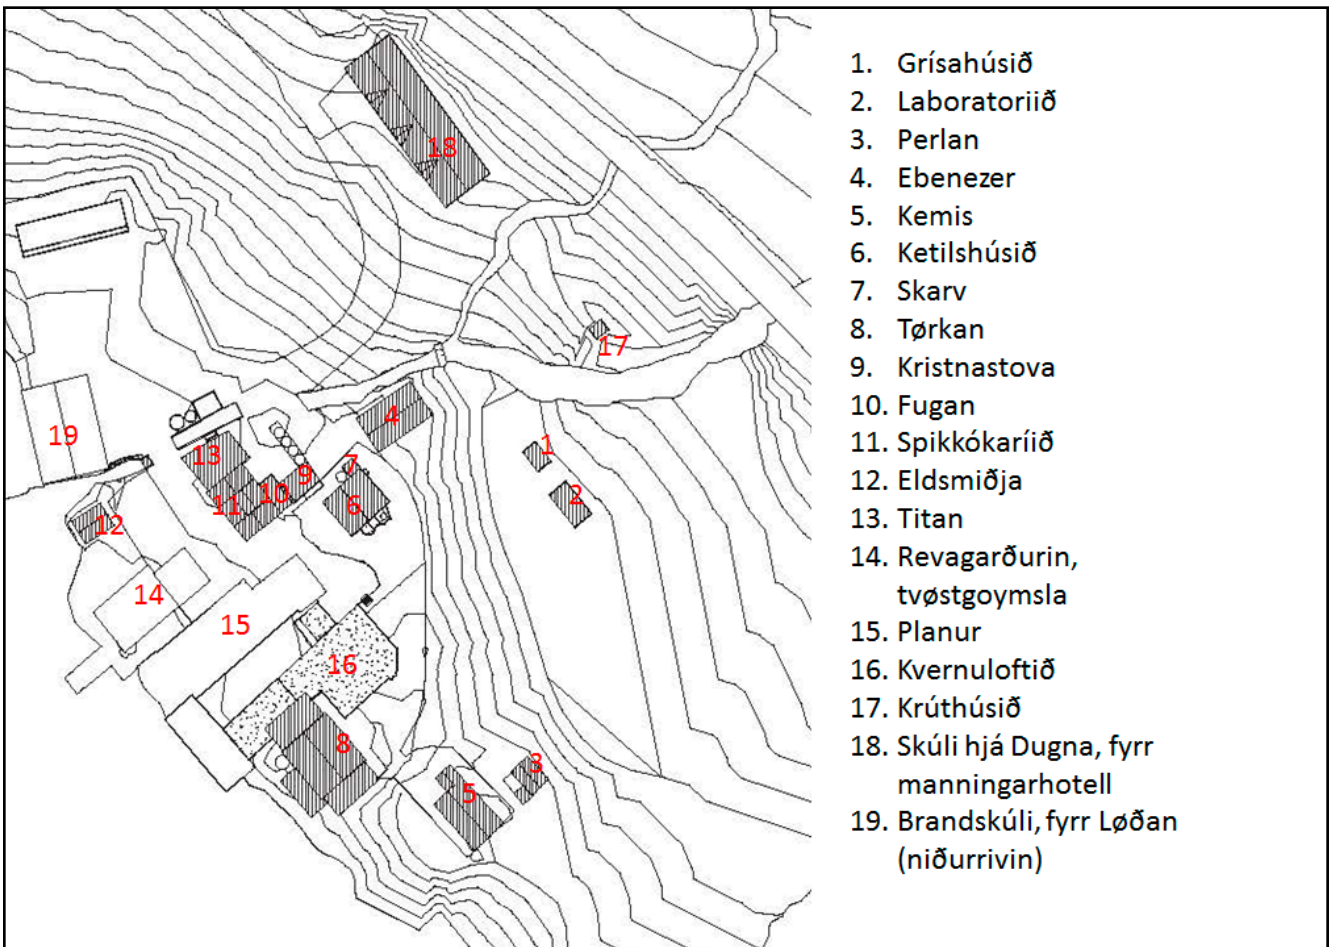 18
17
19
4
13
7
9
1
11
10
6
2
12
14
15
16
8
3
5
1. Grísahúsið
2. Laboratoriið
3. Perlan
4. Ebenezer
5. Kemis
6. Ketilshúsið
7. Skarv
8. Tørkan
9. Kristnastova
10. Fugan
11. Spikkókaríið
12. Eldsmiðja
13. Titan
14. Revagarðurin,
tvøstgoymsla
15. Planur
16. Kvernuloftið
17. Krúthúsið
18. Skúli hjá Dugna, fyrr
manningarhotell
19. Brandskúli, fyrr Løðan
(niðurrivin)